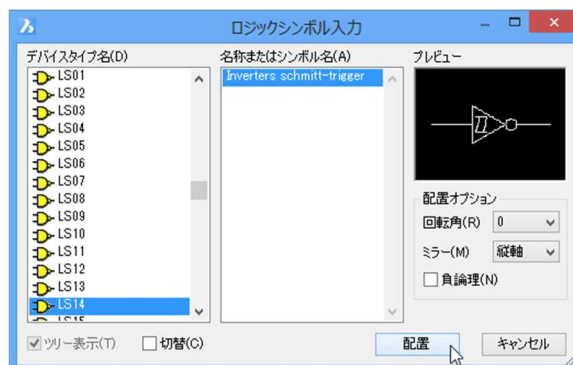 ロジックシンボル入力
デバイスタイプ名(D)
LS01
LS02
LS03
LS04
LS05
LS06
LS07
LS08
LS09
LS10
LS11
LS12
LS13
LS14
LS15
名称またはシンボル名(A)
Inverters schmitt-trigger
プレビュー
配置オプション
回転角(R) 0
ミラー(M) 縦軸
負論理(N)
ツリー表示(T) 切替(C) 配置 キャンセル